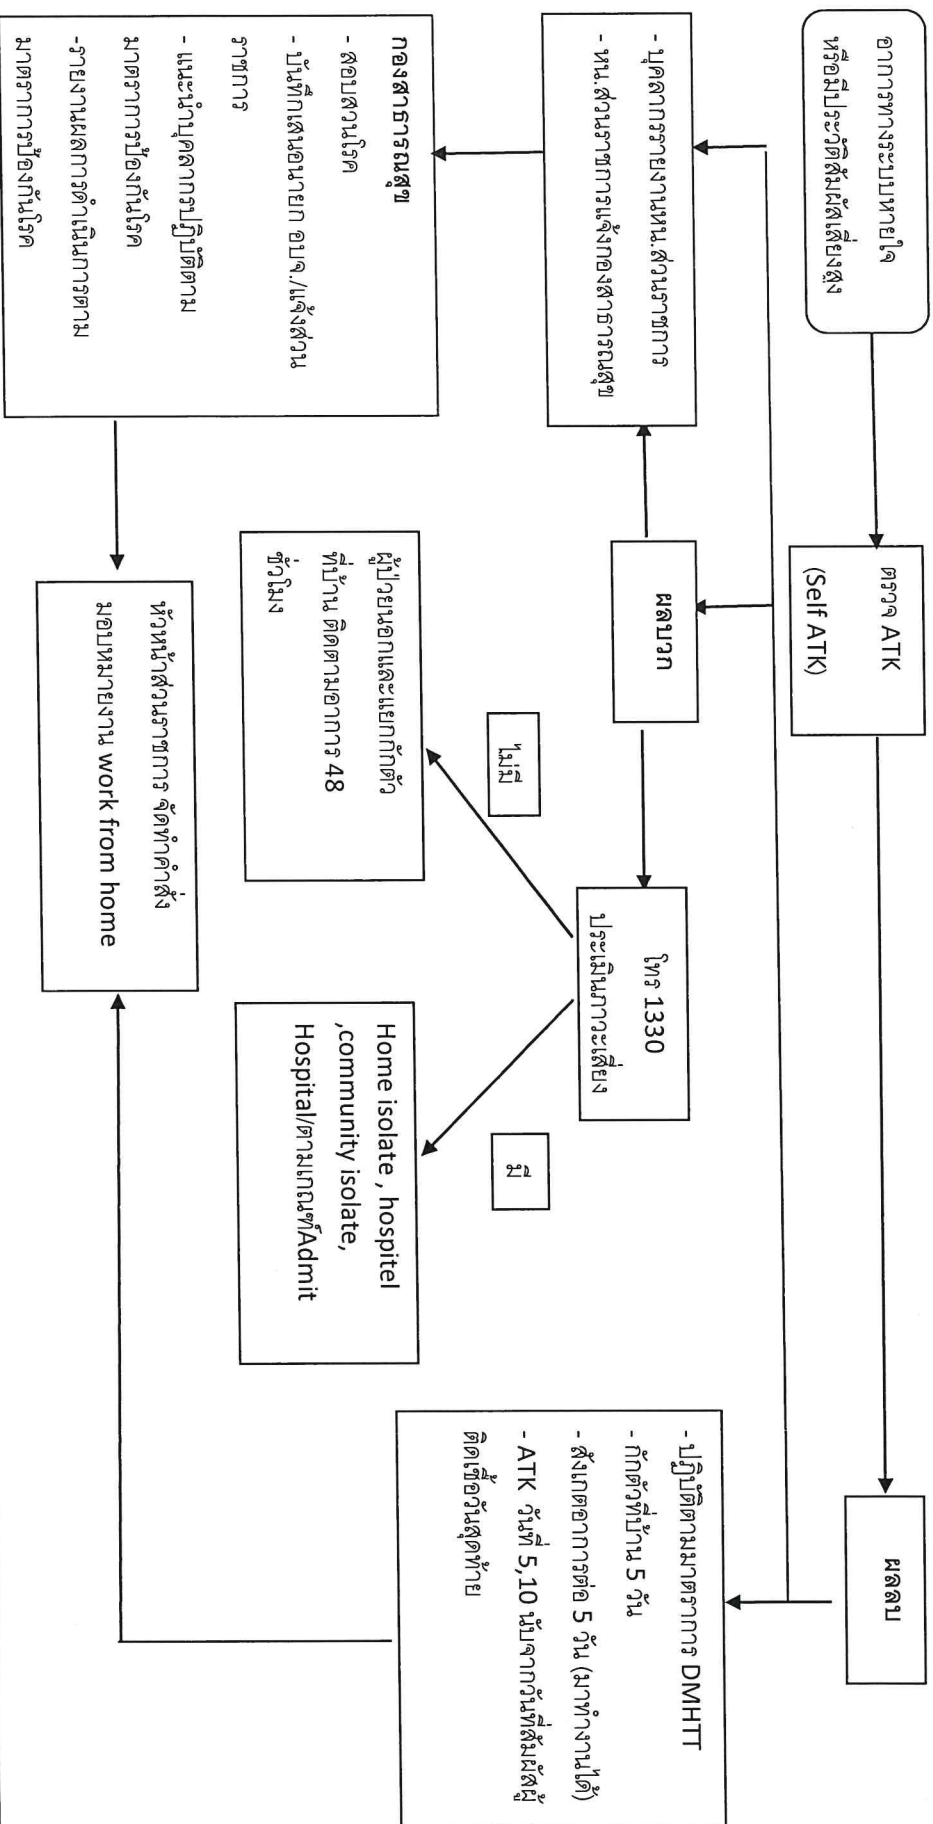 อาการทางระบบหายใจ
หรือมีประวัติสัมผัสเสี่ยงสูง
ตรวจ ATK
(Self ATK)
ผลลบ
- ปฏิบัติตามมาตราการ DMHTT
- กักตัวที่บ้าน 5 วัน
- สังเกตอาการต่อ 5 วัน (มาทำงานได้)
- ATK วันที่ 5,10 นับจากวันที่สัมผัสผู้
ติดเชื้อวันสุดท้าย
- บุคลากรรายงานหน.ส่วนราชการ
- หน.ส่วนราชการแจ้งกองสาธารณสุข
ผลบวก
โทร 1330
ประเมินภาวะเสี่ยง
ไม่มี
มี
กองสาธารณสุข
- สอบสวนโรค
- บันทึกเสนอนายก อบจ./แจ้งส่วน
ราชการ
- แนะนำบุคลากรปฏิบัติตาม
มาตราการป้องกันโรค
- รายงานผลการดำเนินการตาม
มาตราการป้องกันโรค
ผู้ป่วยนอกและแยกกักตัว
ที่บ้าน ติดตามอาการ 48
ชั่วโมง
Home isolate , hospitel
,community isolate,
Hospital/ตามเกณฑ์Admit
หัวหน้าส่วนราชการ จัดทำคำสั่ง
มอบหมายงาน work from home